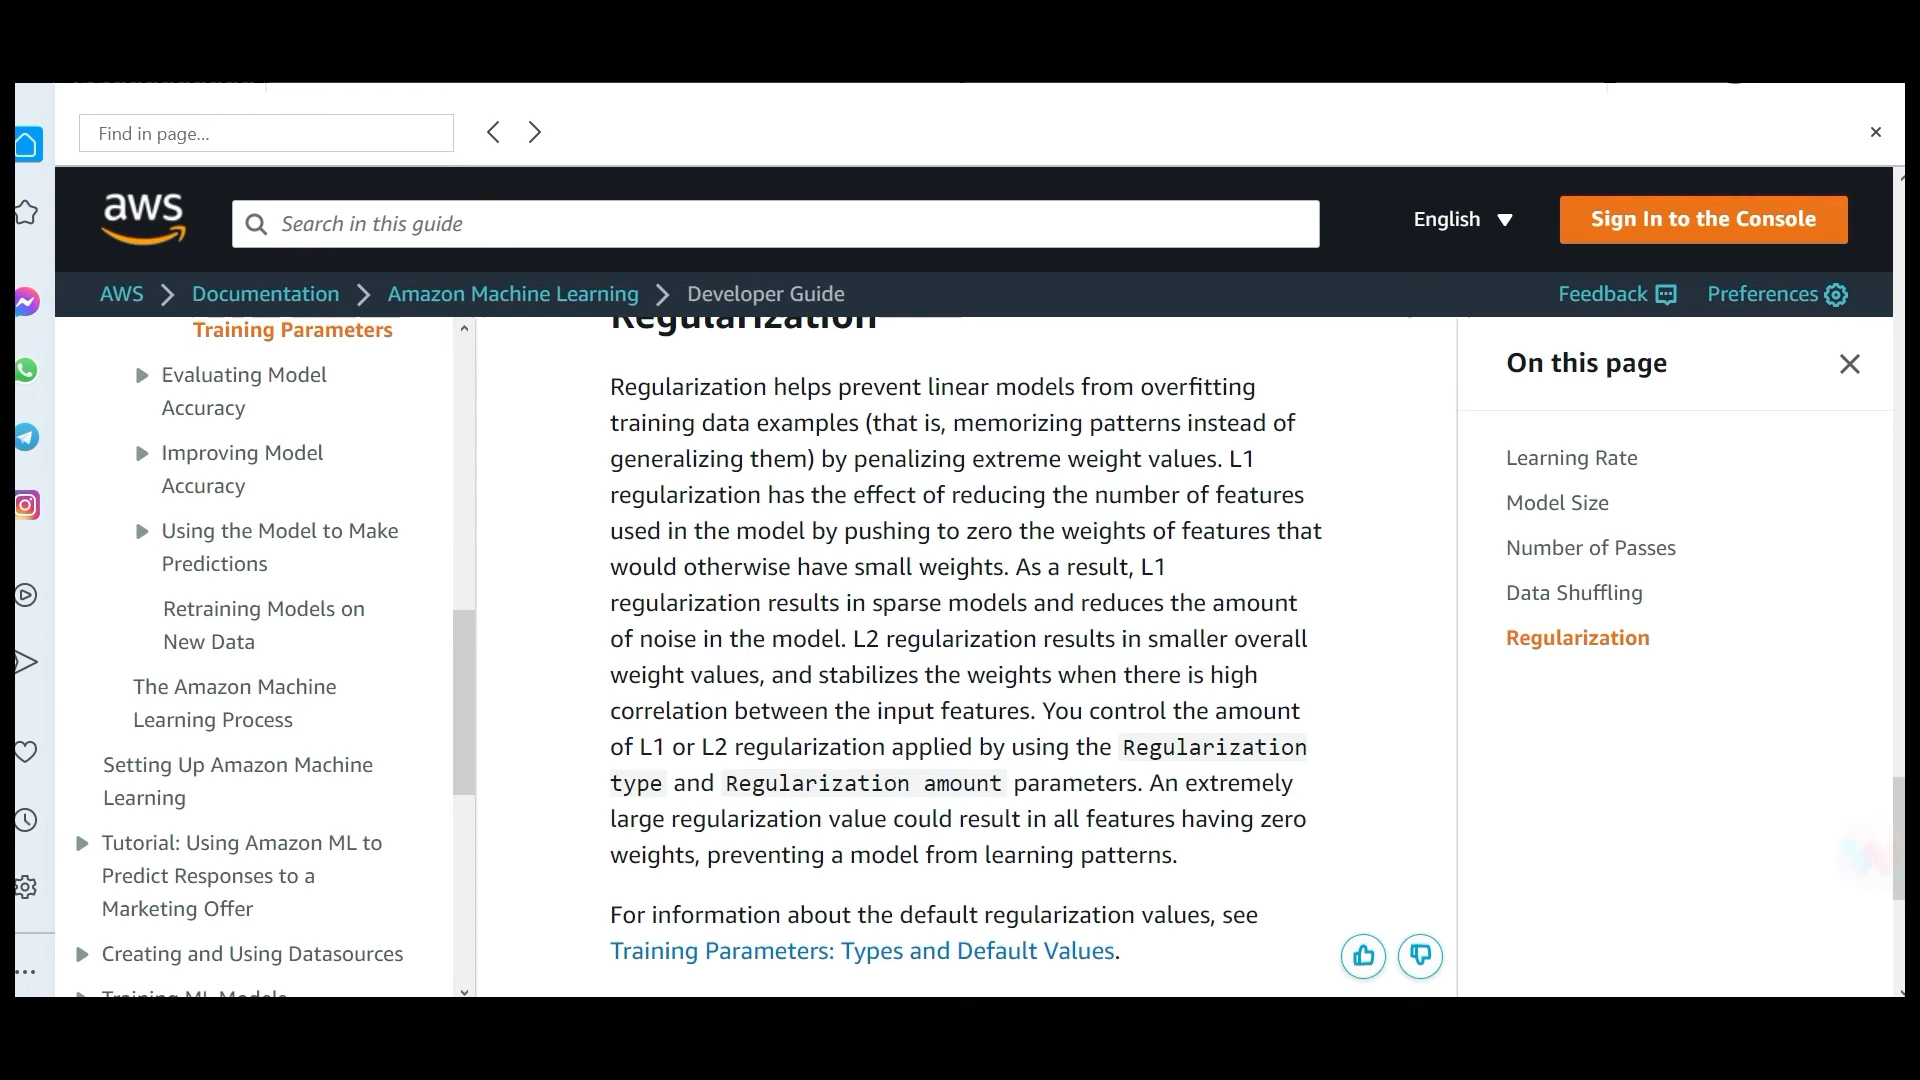 Find in page...
aws
Search in this guide
English
Sign In to the Console
AWS
Documentation
Amazon Machine Learning
Developer Guide
Feedback
Preferences
Training Parameters
Evaluating Model
Accuracy
Improving Model
Accuracy
Using the Model to Make
Predictions
Retraining Models on
New Data
The Amazon Machine
Learning Process
Setting Up Amazon Machine
Learning
Tutorial: Using Amazon ML to
Predict Responses to a
Marketing Offer
Creating and Using Datasources
Training ML Models
Regularization
Regularization helps prevent linear models from overfitting
training data examples (that is, memorizing patterns instead of
generalizing them) by penalizing extreme weight values. L1
regularization has the effect of reducing the number of features
used in the model by pushing to zero the weights of features that
would otherwise have small weights. As a result, L1
regularization results in sparse models and reduces the amount
of noise in the model. L2 regularization results in smaller overall
weight values, and stabilizes the weights when there is high
correlation between the input features. You control the amount
of L1 or L2 regularization applied by using the Regularization
type and Regularization amount parameters. An extremely
large regularization value could result in all features having zero
weights, preventing a model from learning patterns.
For information about the default regularization values, see
Training Parameters: Types and Default Values.
On this page
Learning Rate
Model Size
Number of Passes
Data Shuffling
Regularization